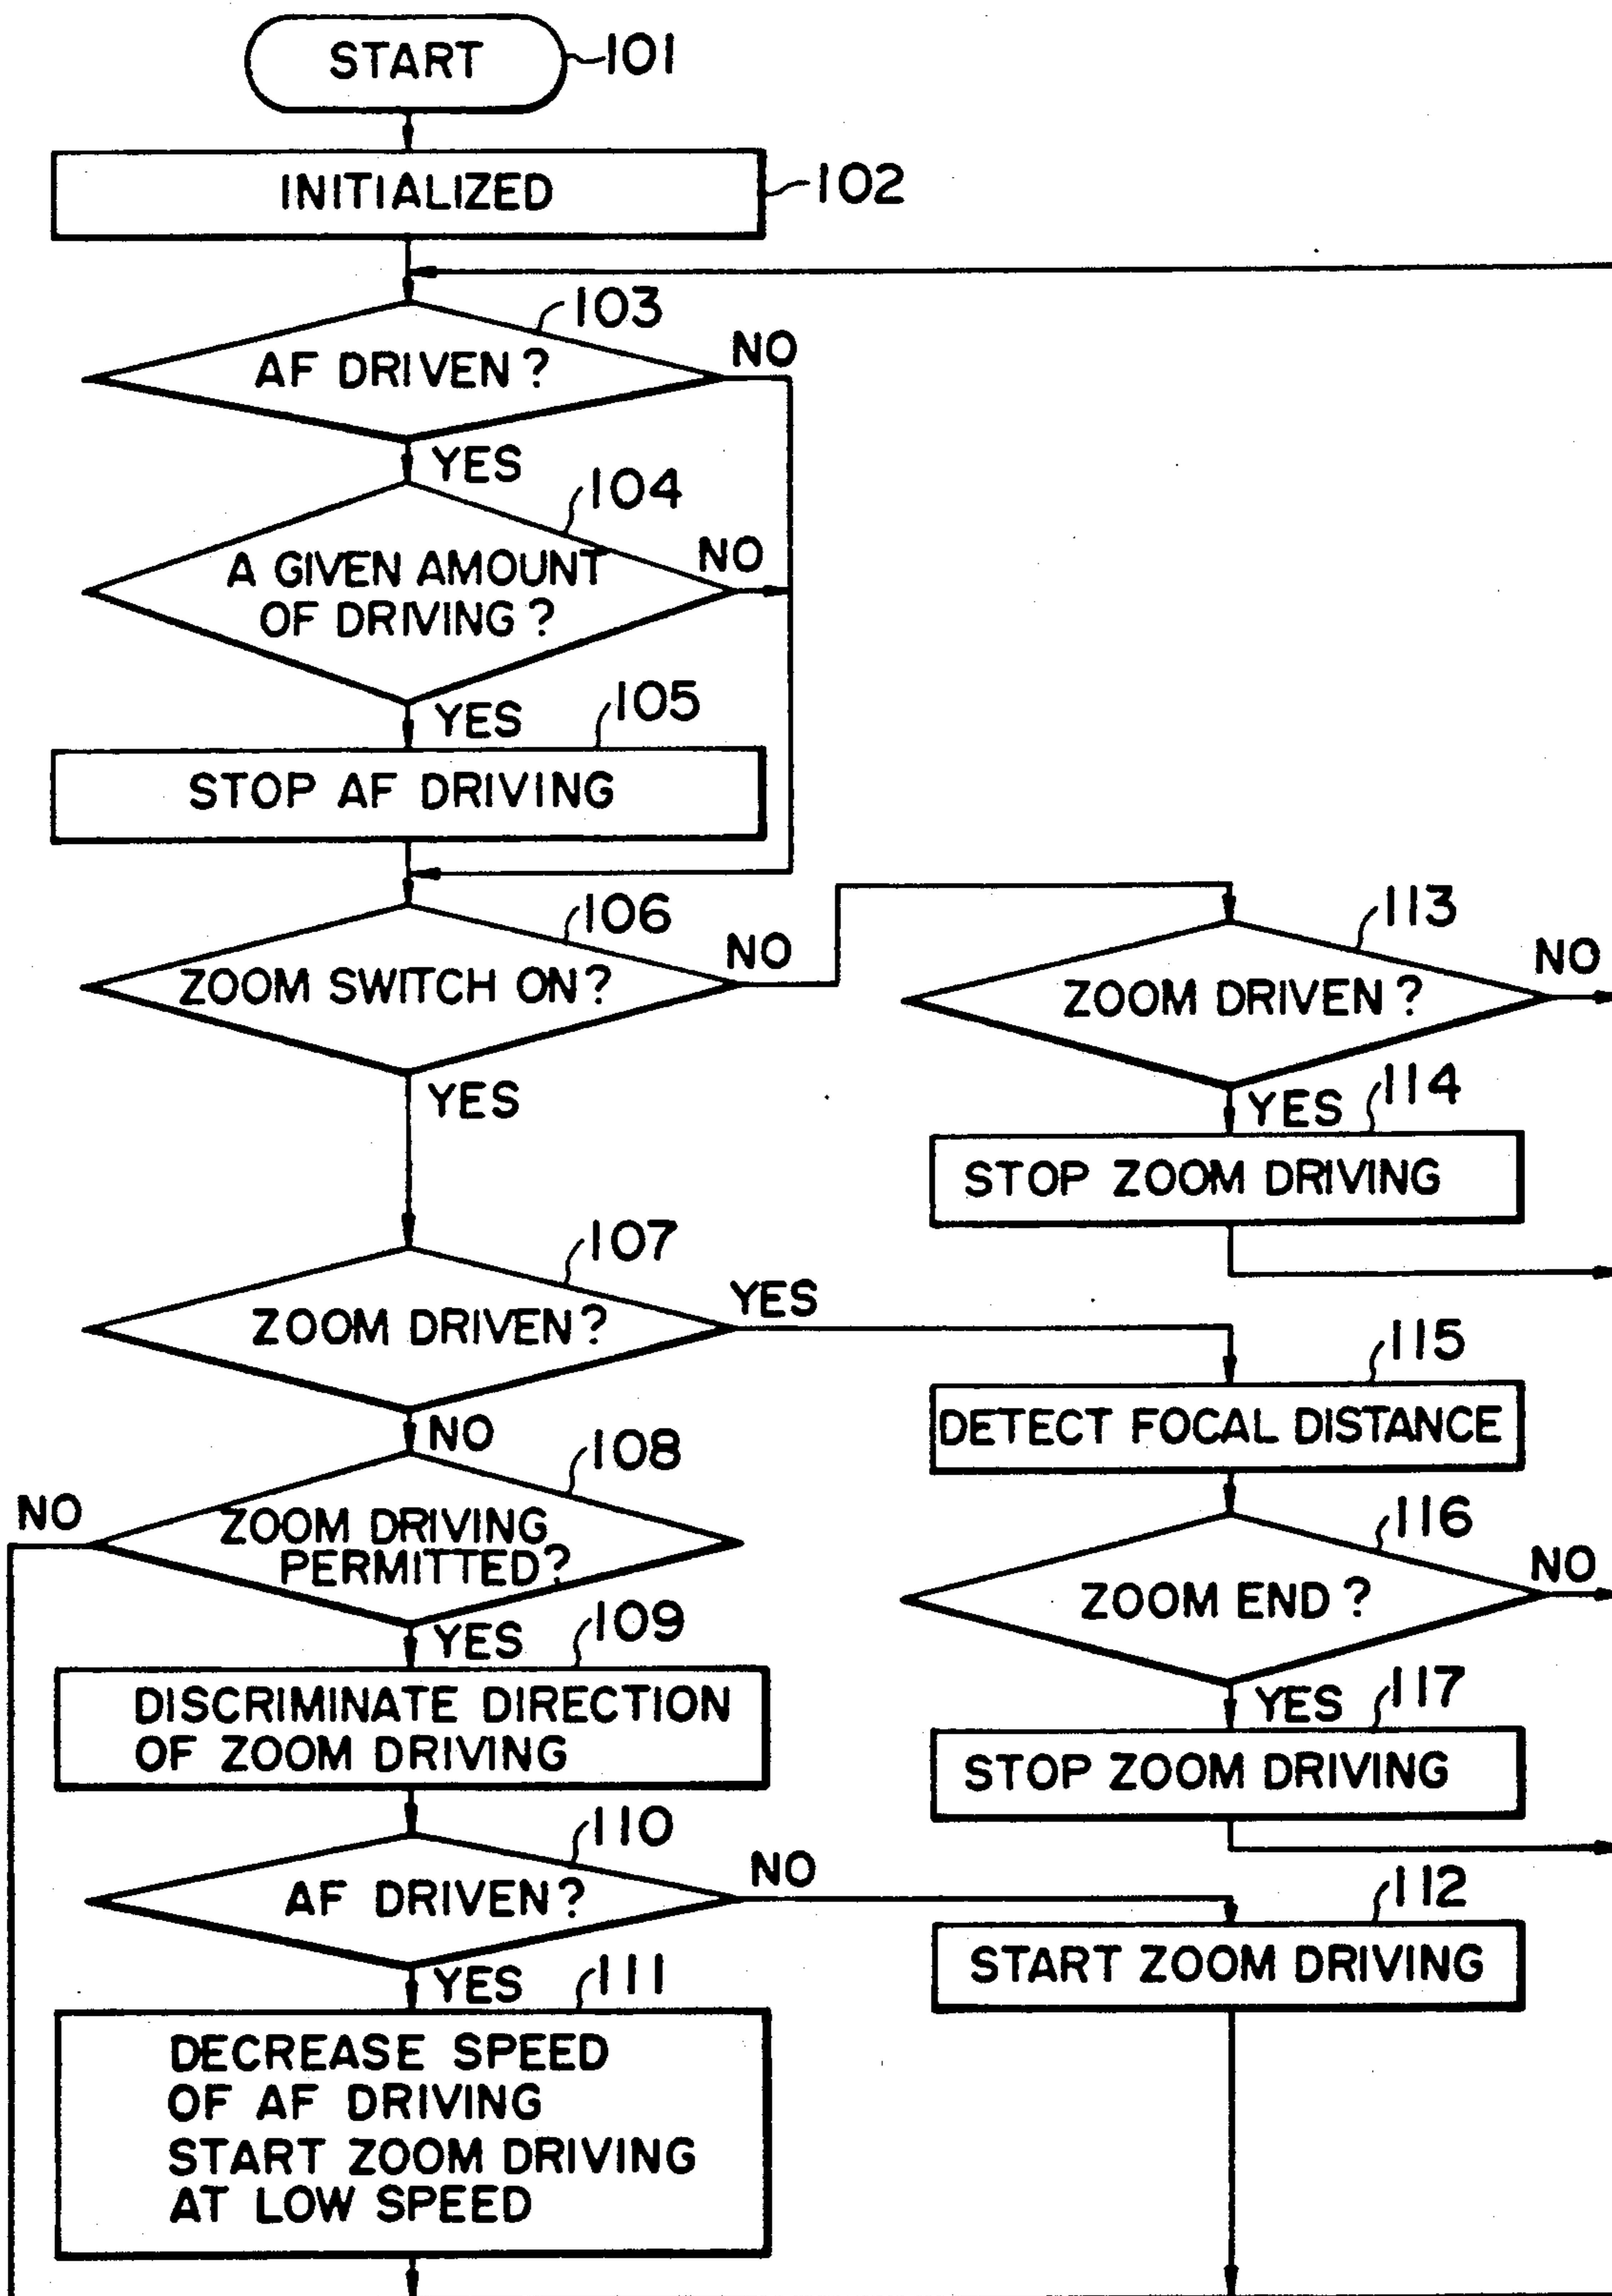 START
101
INITIALIZED
102
103
AF DRIVEN?
NO
YES
104
A GIVEN AMOUNT
OF DRIVING?
NO
YES
105
STOP AF DRIVING
106
ZOOM SWITCH ON?
NO
YES
113
ZOOM DRIVEN?
NO
YES
114
STOP ZOOM DRIVING
107
ZOOM DRIVEN?
YES
NO
115
DETECT FOCAL DISTANCE
108
ZOOM DRIVING
PERMITTED?
NO
YES
116
ZOOM END?
NO
YES
109
DISCRIMINATE DIRECTION
OF ZOOM DRIVING
117
STOP ZOOM DRIVING
110
AF DRIVEN?
NO
YES
112
START ZOOM DRIVING
111
DECREASE SPEED
OF AF DRIVING
START ZOOM DRIVING
AT LOW SPEED